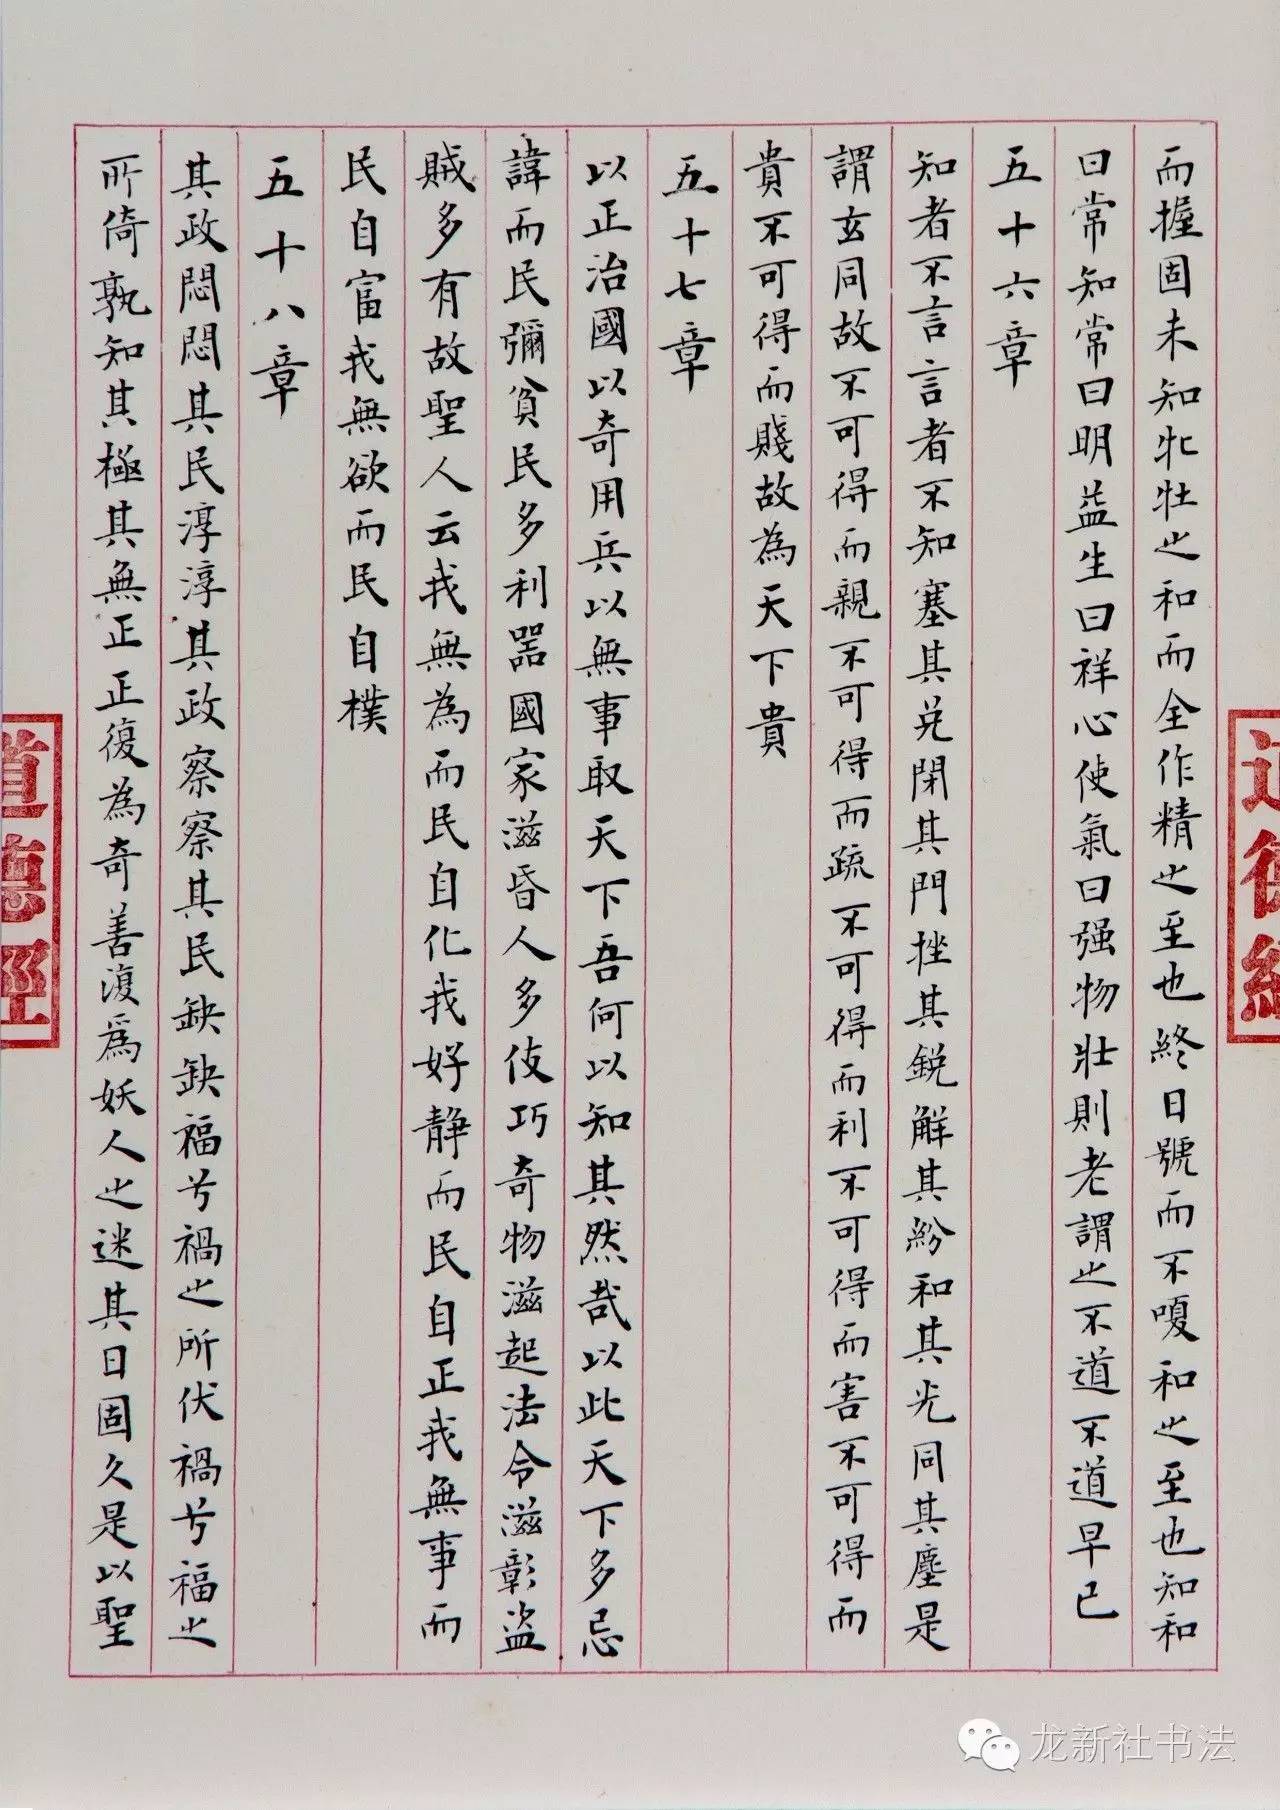 而握固未知牝牡之和而全作精之至也終日號而不嗄和之至也知和
曰常知常曰明益生曰祥心使氣曰强物壯則老謂之不道不道早已
五十六章
知者不言言者不知塞其兑閉其門挫其鋭解其紛和其光同其塵是
謂玄同故不可得而親不可得而疏不可得而利不可得而害不可得而
貴不可得而賤故為天下貴
五十七章
以正治國以奇用兵以無事取天下吾何以知其然哉以此天下多忌
諱而民彌貧民多利器國家滋昏人多伎巧奇物滋起法令滋彰盗
賊多有故聖人云我無為而民自化我好静而民自正我無事而
民自富我無欲而民自樸
五十八章
其政悶悶其民淳淳其政察察其民缺缺福兮禍之所伏禍兮福之
所倚孰知其極其無正正復為奇善復爲妖人之迷其日固久是以聖
道德經
道德經
龙新社书法